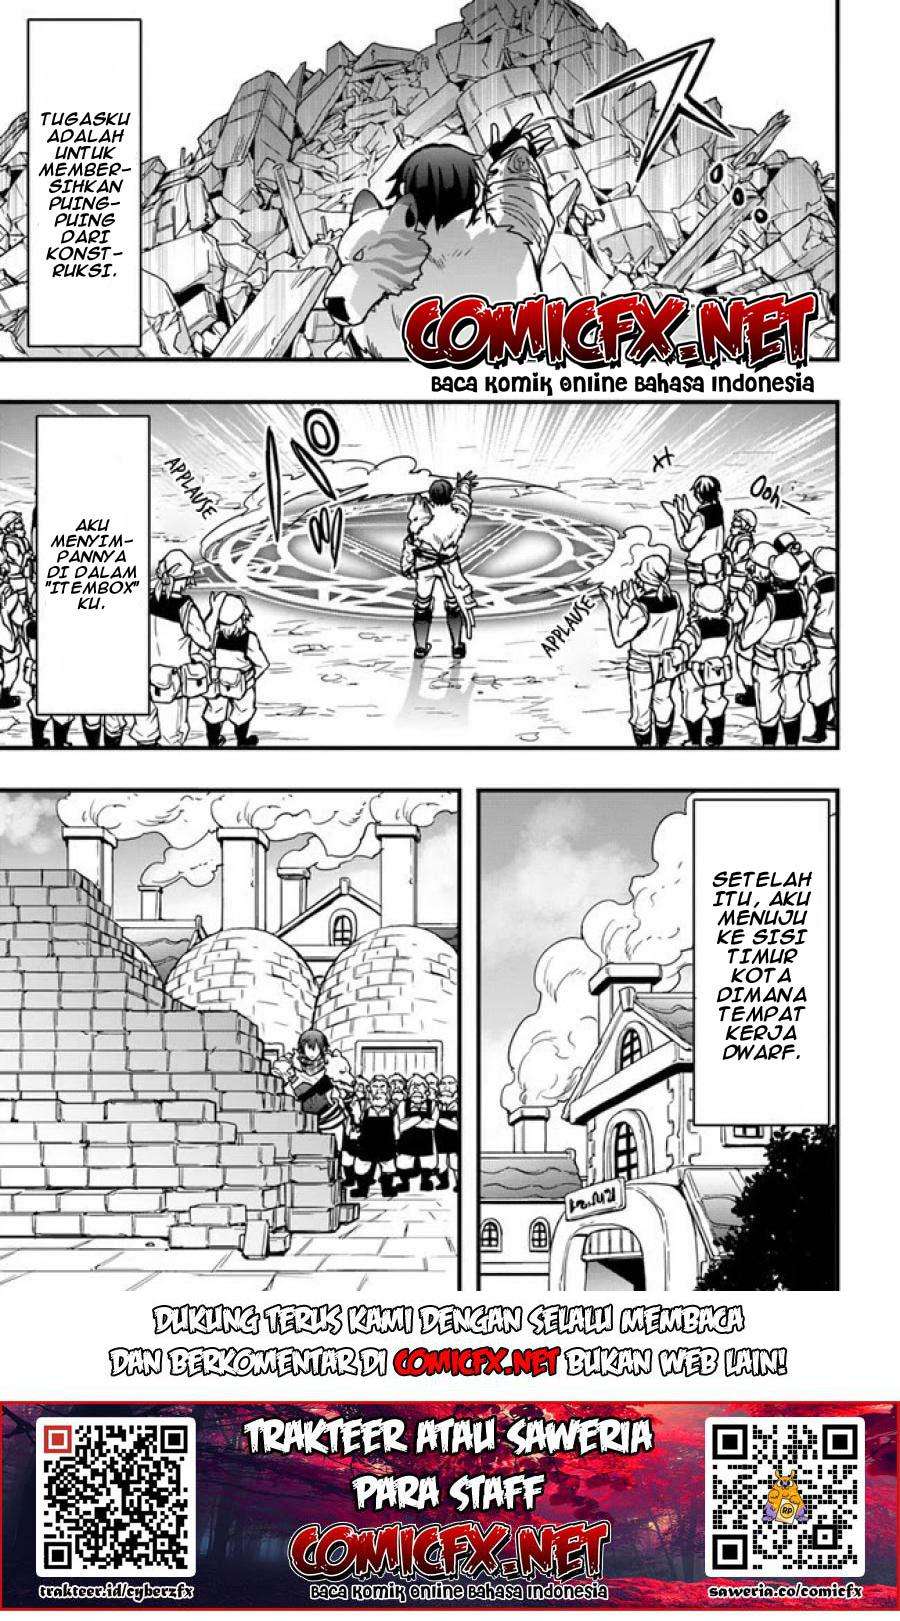 TUGASKU
ADALAH
UNTUK
MEMBER-
SIHKAN
PUING-
PUING
DARI
KONST-
RUKSI.
COMICFX.NET
Baca Komik Online Bahasa Indonesia
APPLAUSE
Ooh
AKU
MENYIM-
PANNYA
DI DALAM
"ITEMBOX"
KU.
APPLAUSE
SETELAH
ITU, AKU
MENUJU
KE SISI
TIMUR
KOTA
DIMANA
TEMPAT
KERJA
DWARF.
DUKUNG TERUS KAMI DENGAN SELALU MEMBACA
DAN BERKOMENTAR DI COMICFX.NET BUKAN WEB LAIN!
TRAKTEER ATAU SAWERIA
PARA STAFF
COMICFX.NET
Baca Komik Online Bahasa Indonesia
trakteer.id/cyberzfx
saweria.co/comicfx